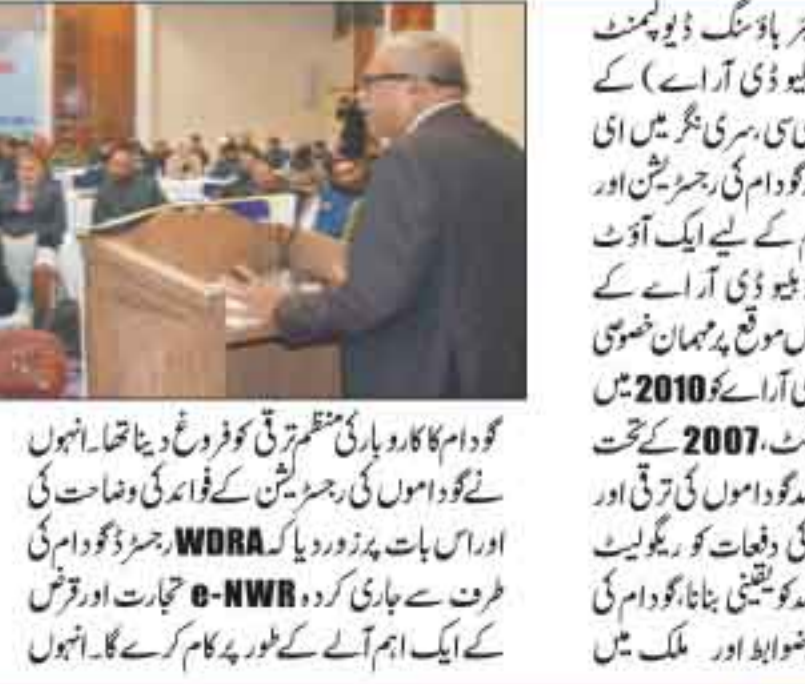 ہاؤسنگ ڈیولپمنٹ
ڈی آر اے) کے
سی، سری نگر میں ای
گودام کی رجسٹریشن اور
کے لیے ایک آؤٹ
ڈی آر اے کے
موقع پر مہمان خصوصی
آر اے کو 2010 میں
2007 کے تحت
گوداموں کی ترقی اور
کی دفعات کو ریگولیٹ
کو یقینی بنانا، گودام کی
ضوابط اور ملک میں
گودام کا کاروبار کی منظم ترقی کو فروغ دینا تھا۔ انہوں
نے گوداموں کی رجسٹریشن کے فوائد کی وضاحت کی
اور اس بات پر زور دیا کہ WDRA رجسٹرڈ گودام کی
طرف سے جاری کردہ e-NWR تجارت اور قرض
کے ایک اہم آلے کے طور پر کام کرے گا۔ انہوں